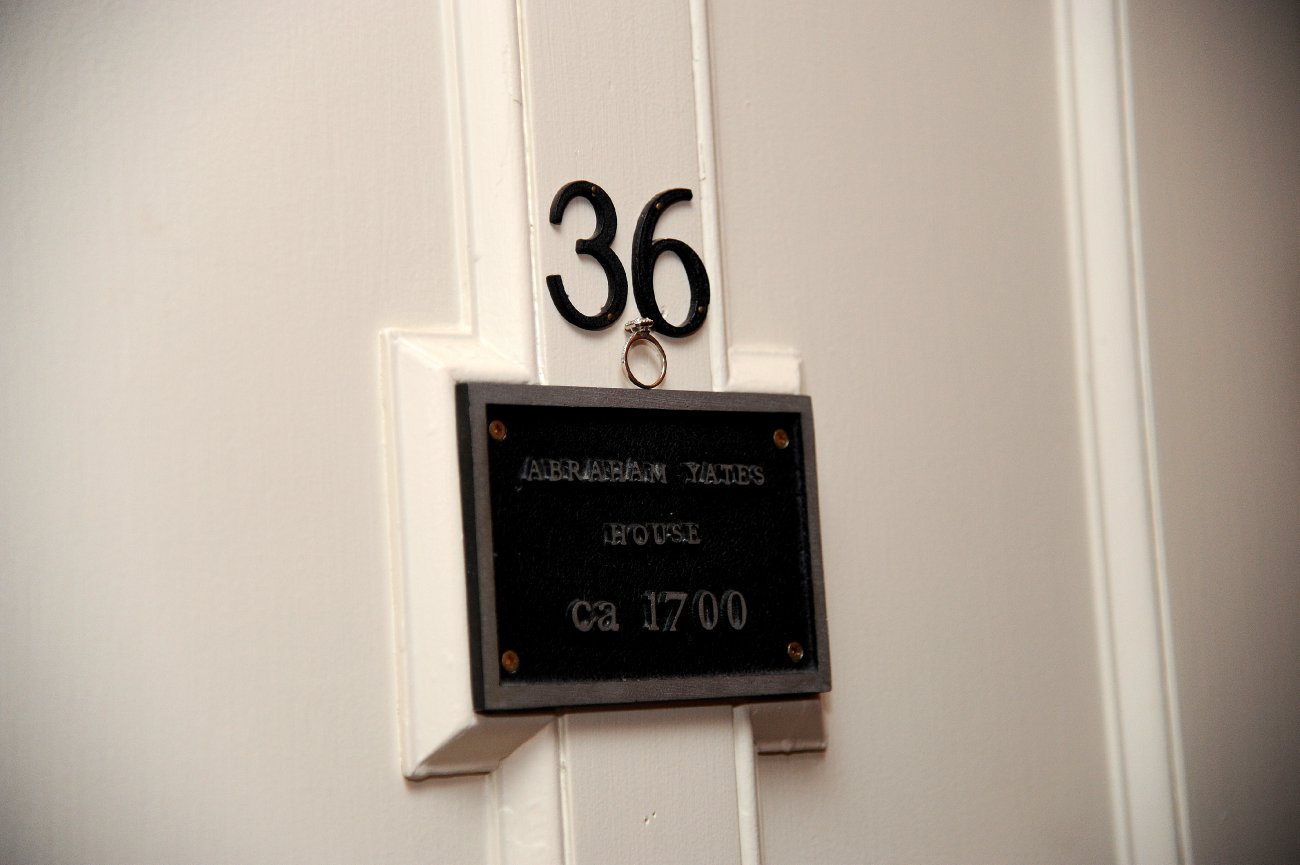 36
ABRAHAM YATES
HOUSE
ca 1700